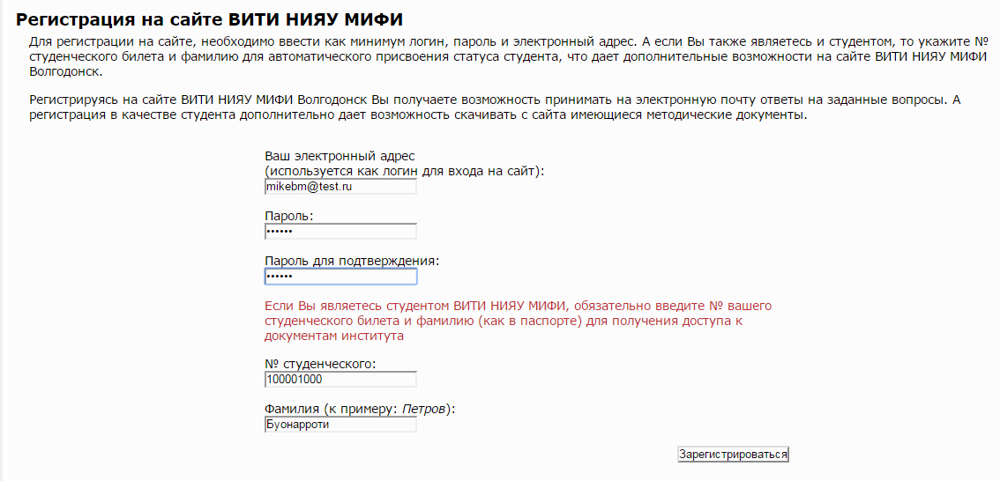 Регистрация на сайте ВИТИ НИЯУ МИФИ
Для регистрации на сайте, необходимо ввести как минимум логин, пароль и электронный адрес. А если Вы также являетесь и студентом, то укажите №
студенческого билета и фамилию для автоматического присвоения статуса студента, что дает дополнительные возможности на сайте ВИТИ НИЯУ МИФИ
Волгодонск.
Регистрируясь на сайте ВИТИ НИЯУ МИФИ Волгодонск Вы получаете возможность принимать на электронную почту ответы на заданные вопросы. А
регистрация в качестве студента дополнительно дает возможность скачивать с сайта имеющиеся методические документы.
Ваш электронный адрес
(используется как логин для входа на сайт):
mikebm@test.ru
Пароль:
••••••
Пароль для подтверждения:
••••••
Если Вы являетесь студентом ВИТИ НИЯУ МИФИ, обязательно введите № вашего
студенческого билета и фамилию (как в паспорте) для получения доступа к
документам института
№ студенческого:
100001000
Фамилия (к примеру: Петров):
Буонарроти
Зарегистрироваться